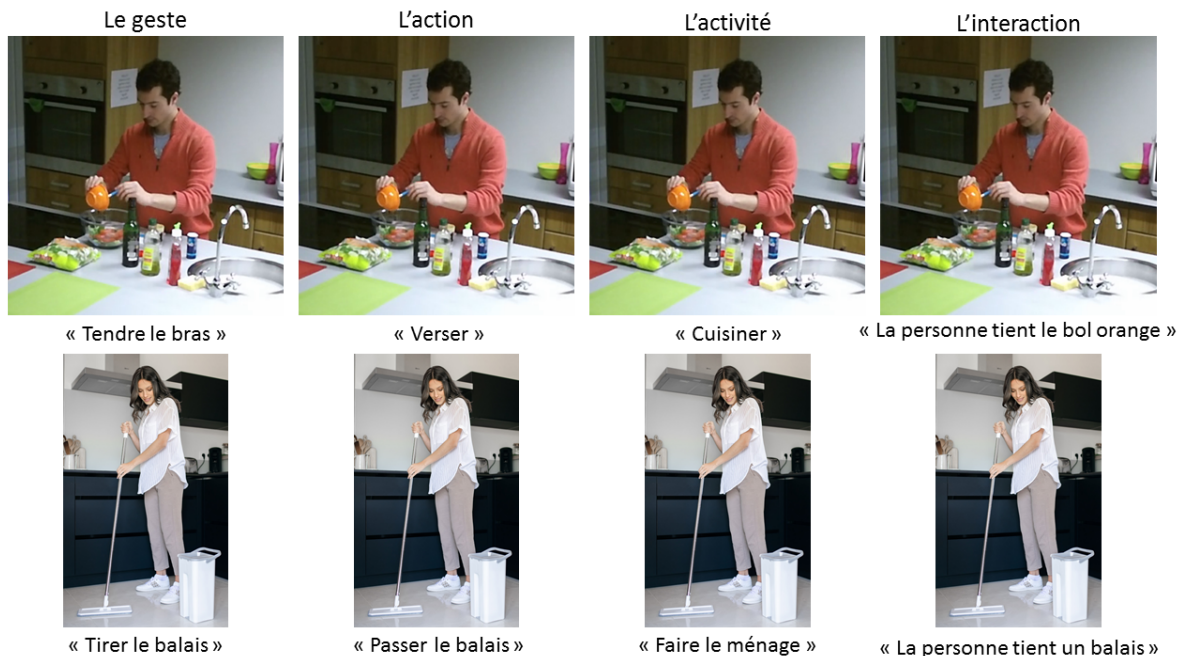 Le geste
L'action
L'activité
L'interaction
« Tendre le bras »
« Verser »
« Cuisiner »
« La personne tient le bol orange »
« Tirer le balais »
« Passer le balais »
« Faire le ménage »
« La personne tient un balais »